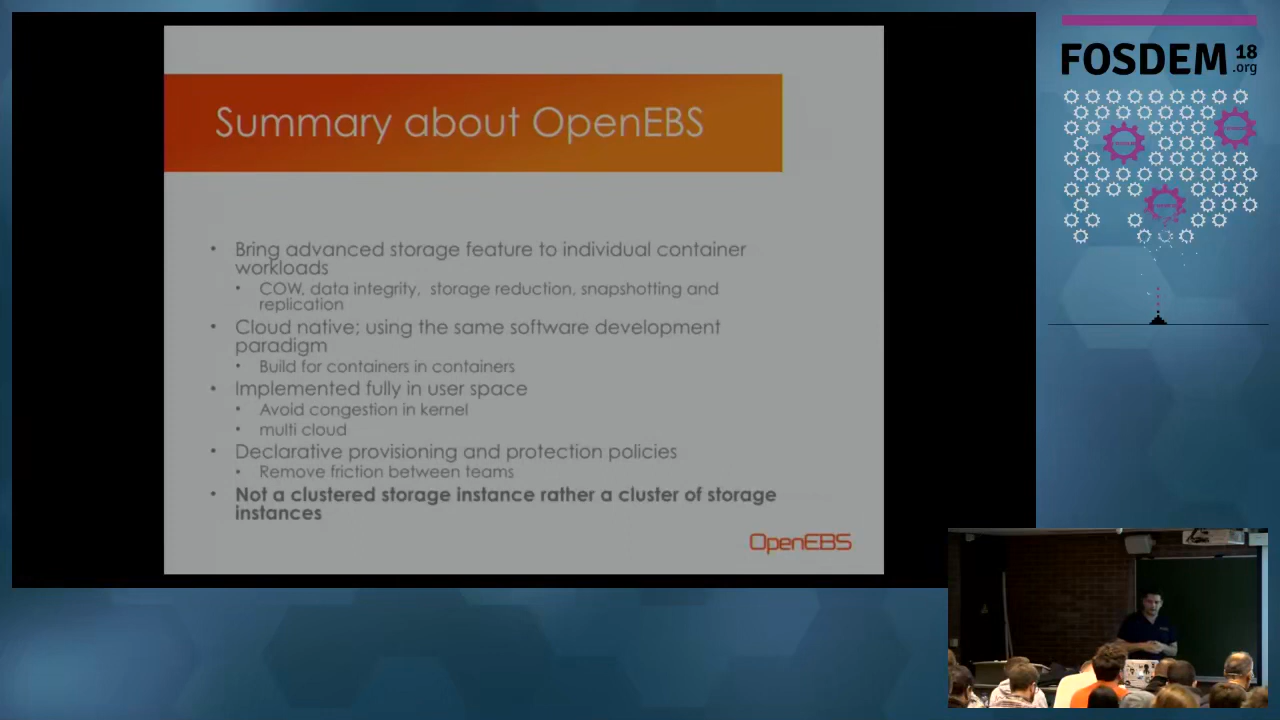 Summary about OpenEBS
• Bring advanced storage feature to individual container
workloads
• COW, data integrity, storage reduction, snapshotting and
replication
• Cloud native; using the same software development
paradigm
• Build for containers in containers
• Implemented fully in user space
• Avoid congestion in kernel
• multi cloud
• Declarative provisioning and protection policies
• Remove friction between teams
• Not a clustered storage instance rather a cluster of storage
instances
OpenEBS
FOSDEM 18
.org